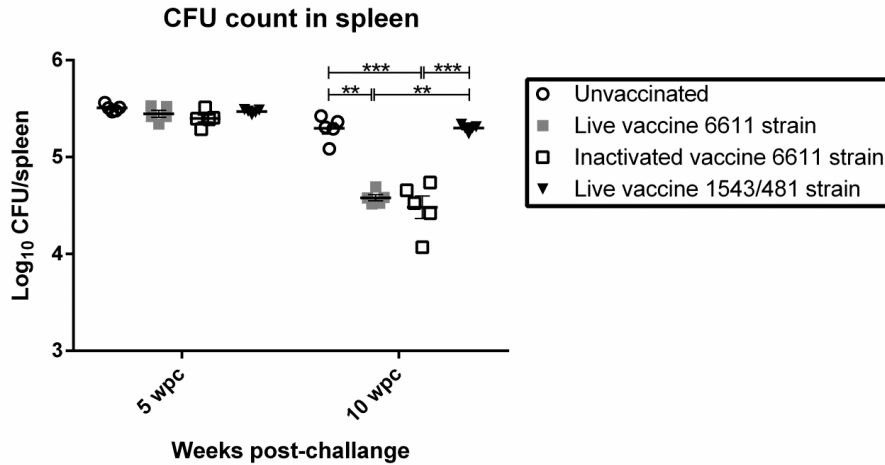 CFU count in spleen
*** ***
** **
Unvaccinated
Live vaccine 6611 strain
Inactivated vaccine 6611 strain
Live vaccine 1543/481 strain
Log10 CFU/spleen
6
5
4
3
5 wpc
10 wpc
Weeks post-challange